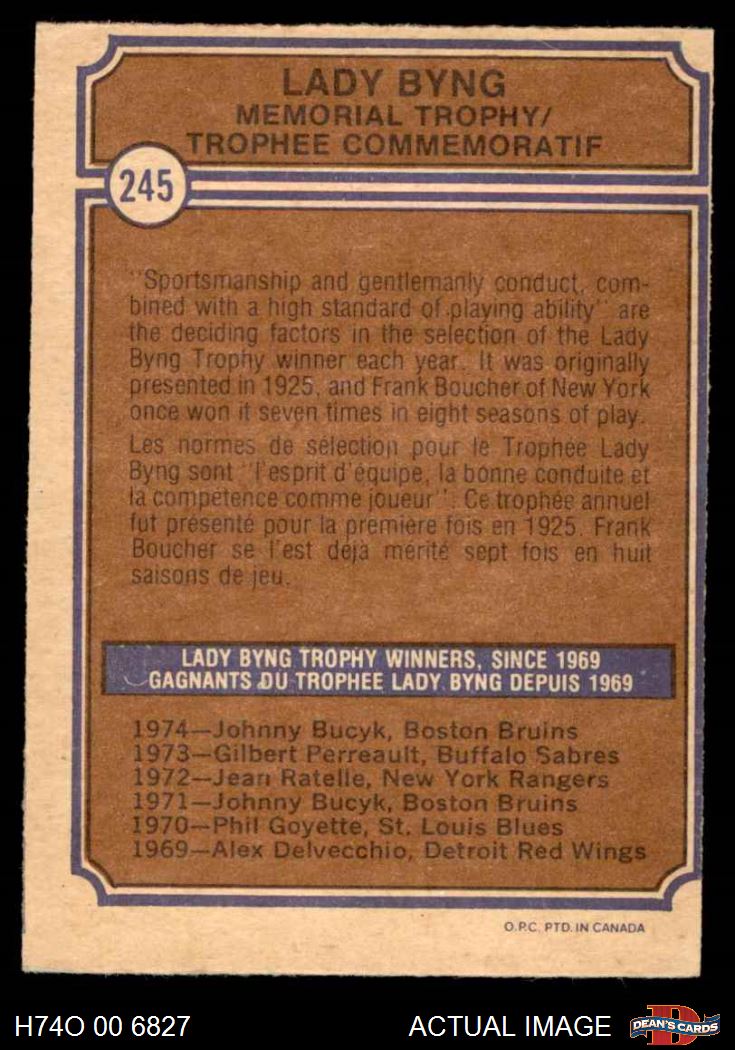 LADY BYNG
MEMORIAL TROPHY/
TROPHEE COMMEMORATIF
245
"Sportsmanship and gentlemanly conduct, com-
bined with a high standard of playing ability" are
the deciding factors in the selection of the Lady
Byng Trophy winner each year. It was originally
presented in 1925, and Frank Boucher of New York
once won it seven times in eight seasons of play.
Les normes de sélection pour le Trophée Lady
Byng sont "l'esprit d'équipe, la bonne conduite et
la compétence comme joueur". Ce trophée annuel
fut présenté pour la première fois en 1925. Frank
Boucher se l'est déjà mérité sept fois en huit
saisons de jeu.
LADY BYNG TROPHY WINNERS, SINCE 1969
GAGNANTS DU TROPHEE LADY BYNG DEPUIS 1969
1974—Johnny Bucyk, Boston Bruins
1973—Gilbert Perreault, Buffalo Sabres
1972—Jean Ratelle, New York Rangers
1971—Johnny Bucyk, Boston Bruins
1970—Phil Goyette, St. Louis Blues
1969—Alex Delvecchio, Detroit Red Wings
O.P.C. PTD. IN CANADA
H74O 00 6827
ACTUAL IMAGE
D
DEAN'S CARDS